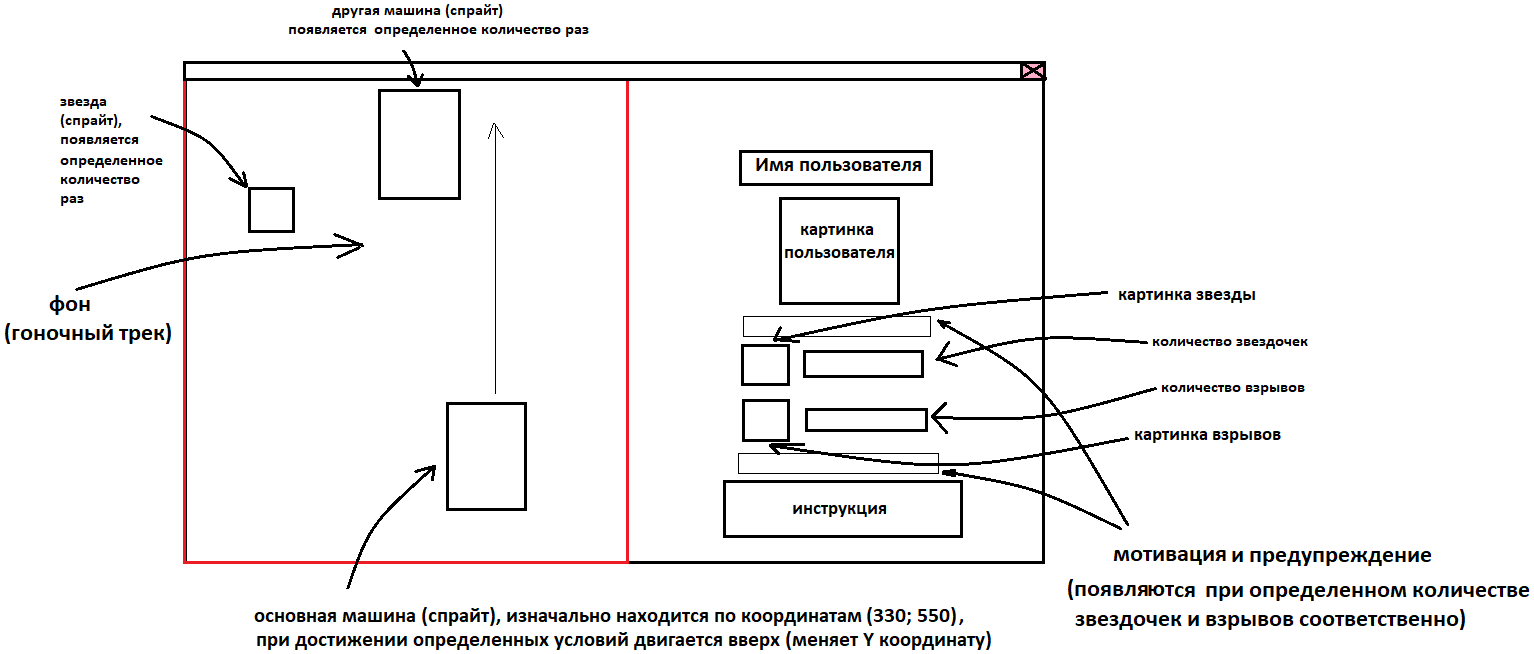 другая машина (спрайт)
появляется определенное количество раз
звезда
(спрайт),
появляется
определенное
количество
раз
фон
(гоночный трек)
Имя пользователя
картинка
пользователя
картинка звезды
количество звездочек
количество взрывов
картинка взрывов
инструкция
мотивация и предупреждение
(появляются при определенном количестве
звездочек и взрывов соответственно)
основная машина (спрайт), изначально находится по координатам (330; 550),
при достижении определенных условий двигается вверх (меняет Y координату)